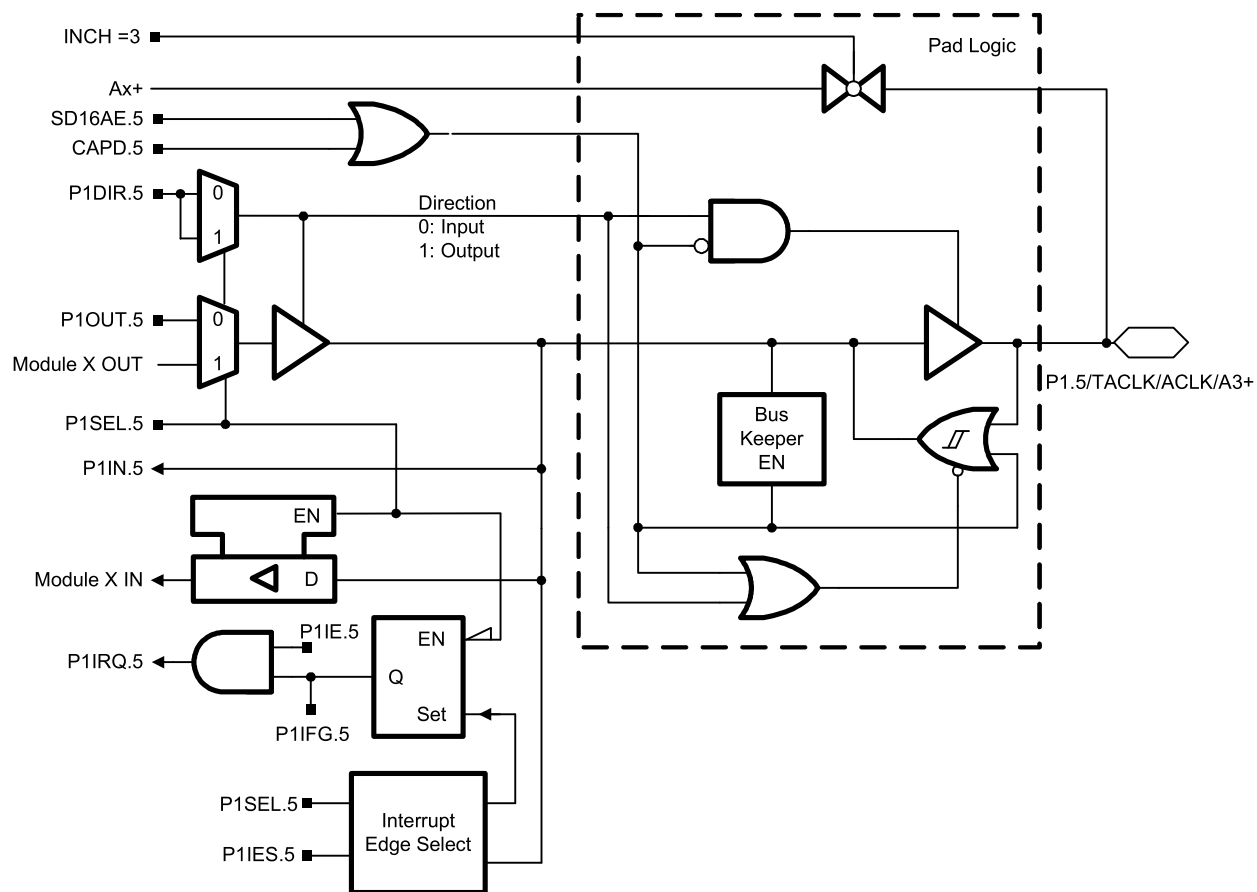 INCH =3
Pad Logic
Ax+
SD16AE.5
CAPD.5
P1DIR.5
0
1
Direction
0: Input
1: Output
P1OUT.5
0
Module X OUT
1
P1.5/TACLK/ACLK/A3+
P1SEL.5
Bus
Keeper
EN
P1IN.5
EN
Module X IN
D
P1IE.5
EN
P1IRQ.5
Q
Set
P1IFG.5
P1SEL.5
Interrupt
Edge Select
P1IES.5